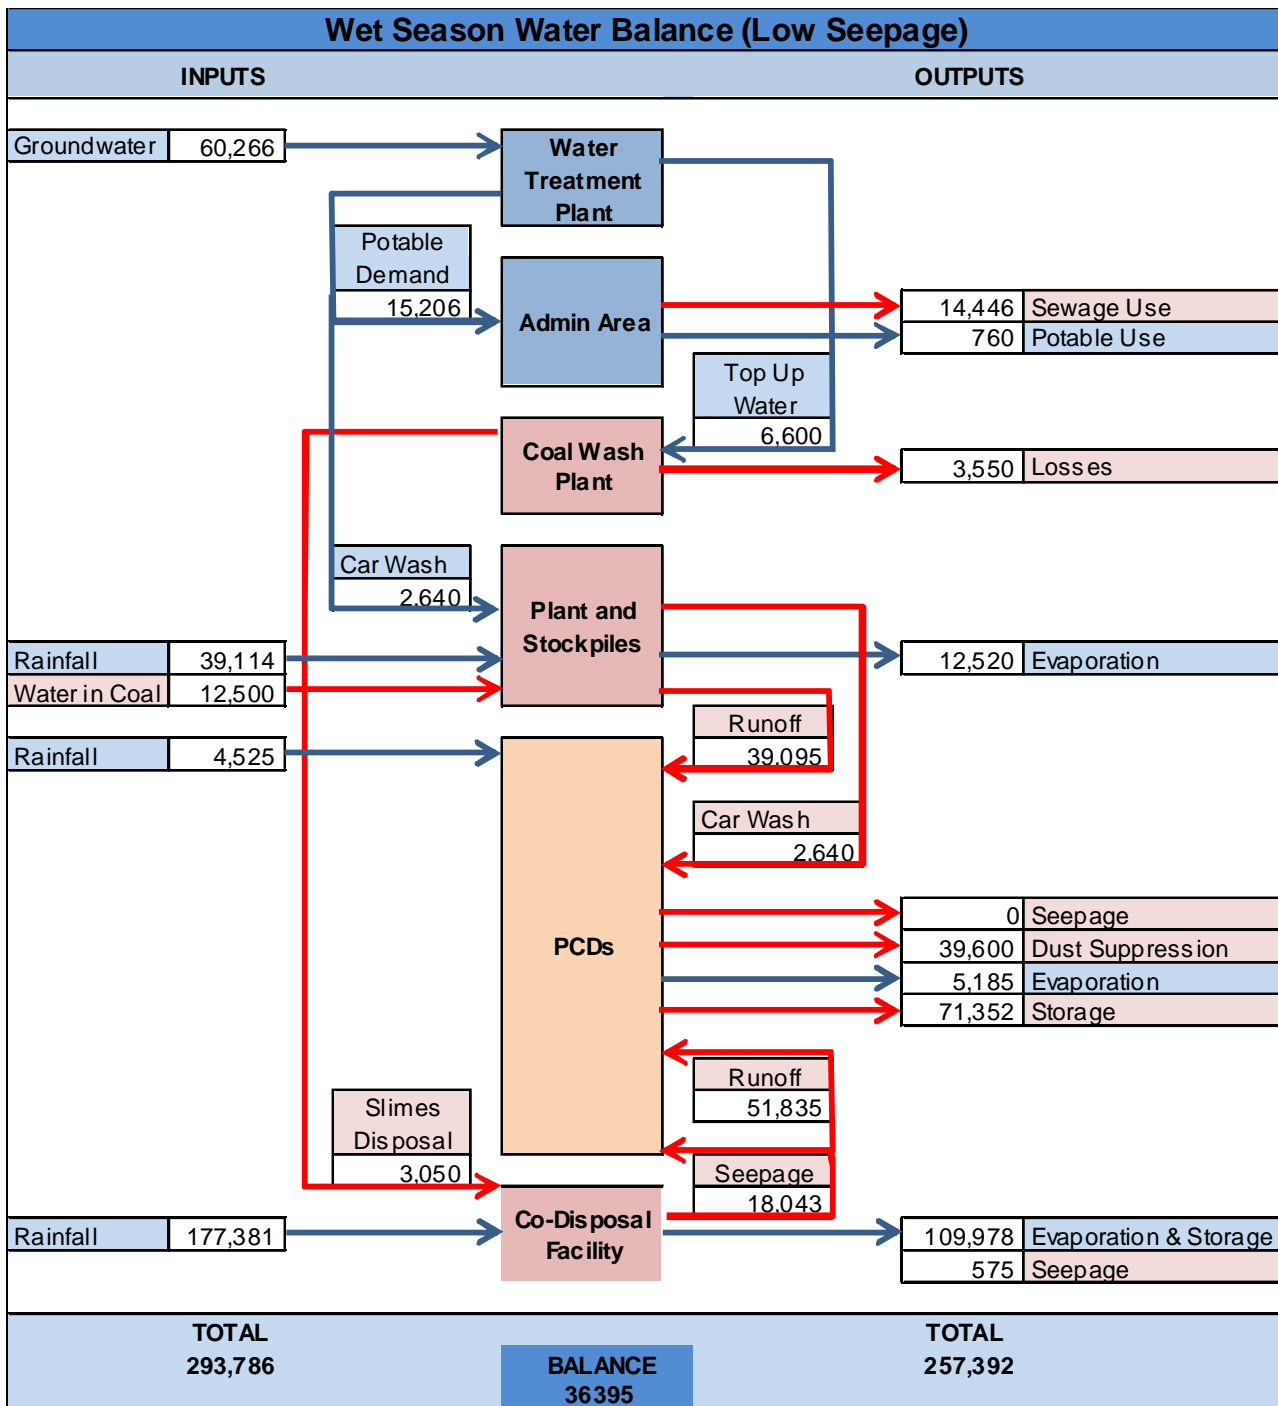 Wet Season Water Balance (Low Seepage)
INPUTS
OUTPUTS
Groundwater 60,266
Water
Treatment
Plant
Potable
Demand
15,206
Admin Area
14,446 Sewage Use
760 Potable Use
Top Up
Water
6,600
Coal Wash
Plant
3,550 Losses
Car Wash
2,640
Plant and
Stockpiles
Rainfall 39,114
Water in Coal 12,500
12,520 Evaporation
Runoff
39,095
Rainfall 4,525
Car Wash
2,640
PCDs
0 Seepage
39,600 Dust Suppression
5,185 Evaporation
71,352 Storage
Runoff
51,835
Slimes
Disposal
3,050
Seepage
18,043
Co-Disposal
Facility
Rainfall 177,381
109,978 Evaporation & Storage
575 Seepage
TOTAL
293,786
BALANCE
36395
TOTAL
257,392